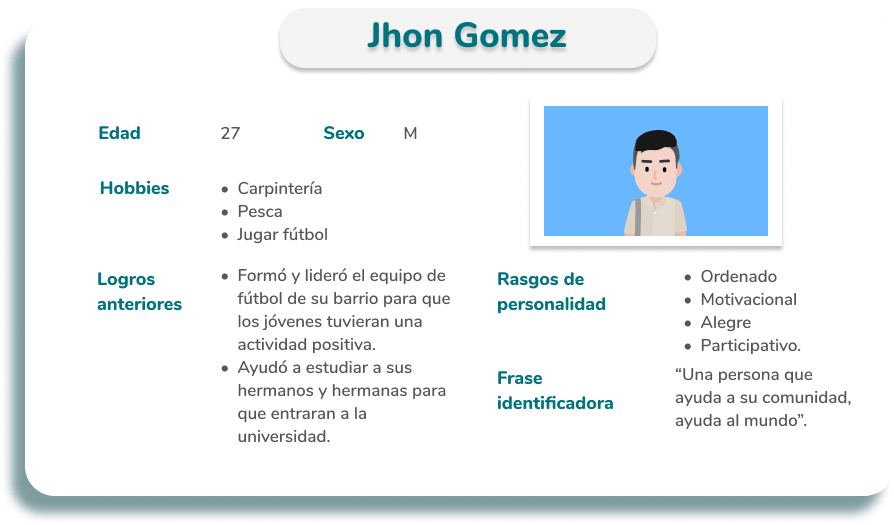 Jhon Gomez
Edad 27 Sexo M
Hobbies
• Carpintería
• Pesca
• Jugar fútbol
Logros
anteriores
• Formó y lideró el equipo de
fútbol de su barrio para que
los jóvenes tuvieran una
actividad positiva.
• Ayudó a estudiar a sus
hermanos y hermanas para
que entraran a la
universidad.
Rasgos de
personalidad
• Ordenado
• Motivacional
• Alegre
• Participativo.
Frase
identificadora
“Una persona que
ayuda a su comunidad,
ayuda al mundo”.